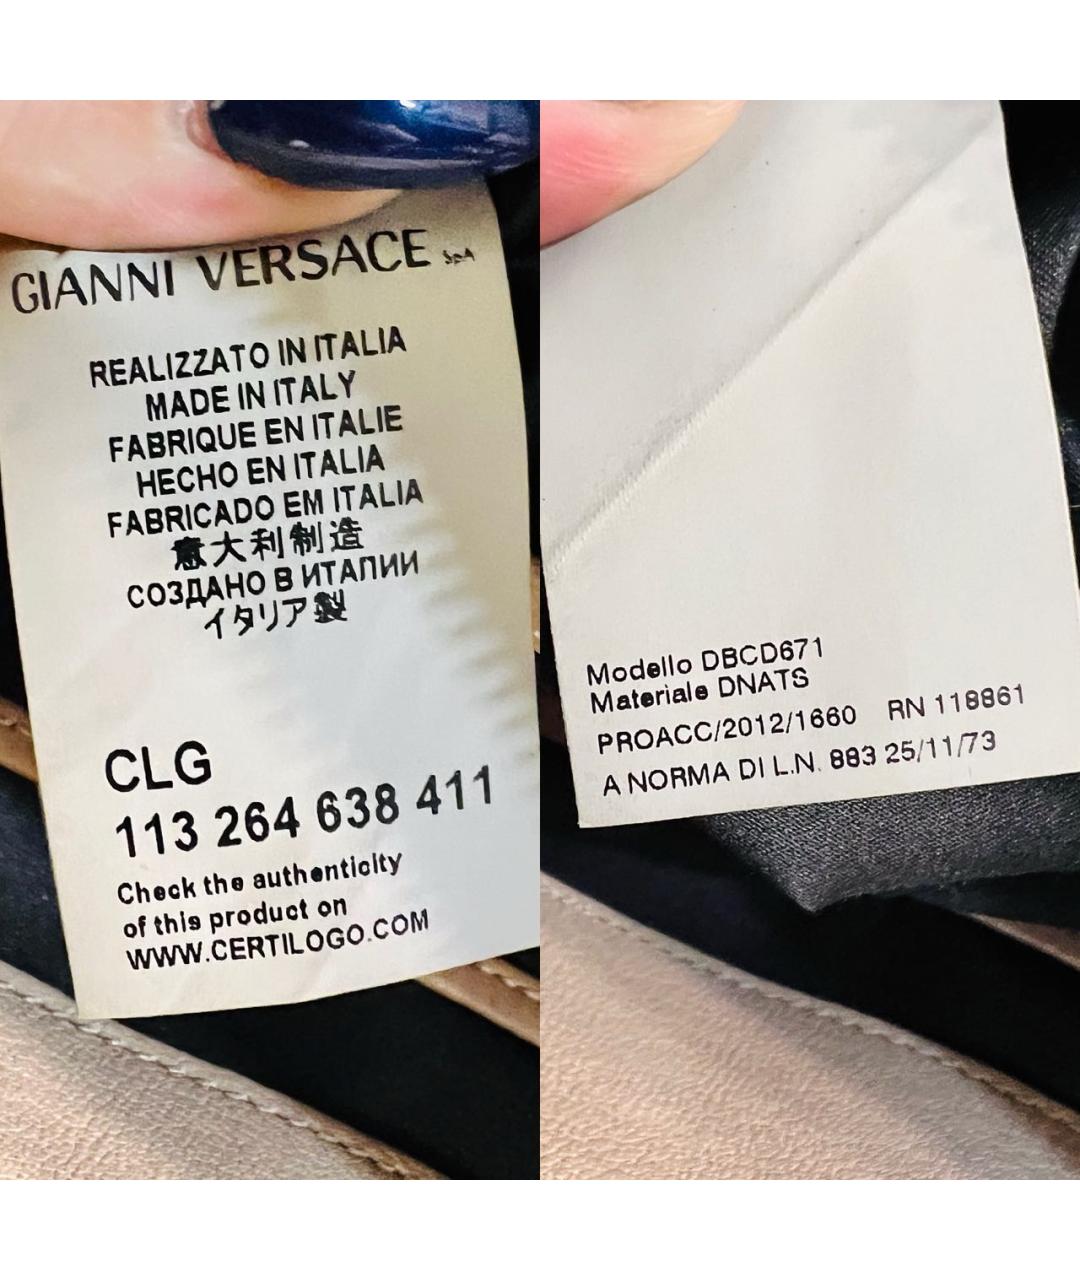 GIANNI VERSACE SpA
REALIZZATO IN ITALIA
MADE IN ITALY
FABRIQUE EN ITALIE
HECHO EN ITALIA
FABRICADO EM ITALIA
意大利制造
СОЗДАНО В ИТАЛИИ
イタリア製
CLG
113 264 638 411
Check the authenticity
of this product on
WWW.CERTILOGO.COM
Modello DBCD671
Materiale DNATS
PROACC/2012/1660 RN 118861
A NORMA DI L.N. 883 25/11/73